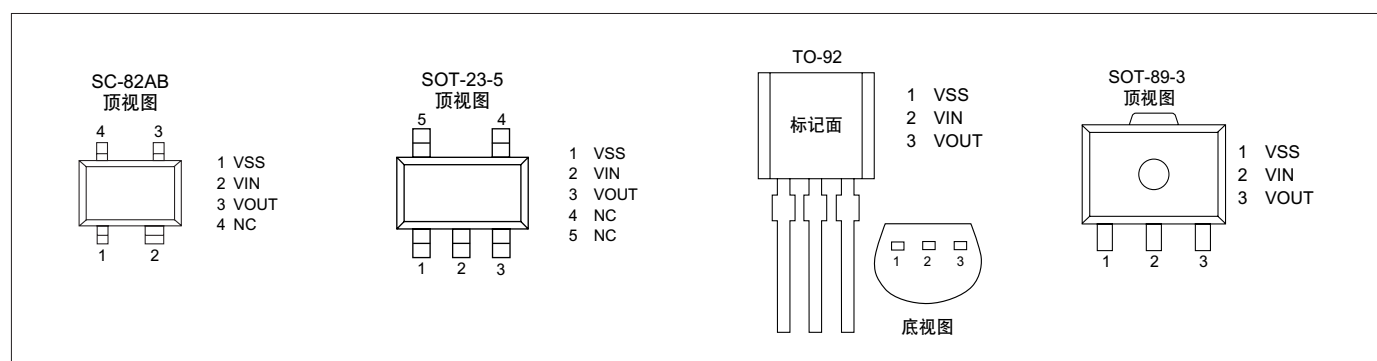 SC-82AB
顶视图
4 3
1 VSS
2 VIN
3 VOUT
4 NC
1 2
SOT-23-5
顶视图
5 4
1 VSS
2 VIN
3 VOUT
4 NC
5 NC
1 2 3
TO-92
标记面
1 VSS
2 VIN
3 VOUT
1 2 3
底视图
SOT-89-3
顶视图
1 VSS
2 VIN
3 VOUT
1 2 3